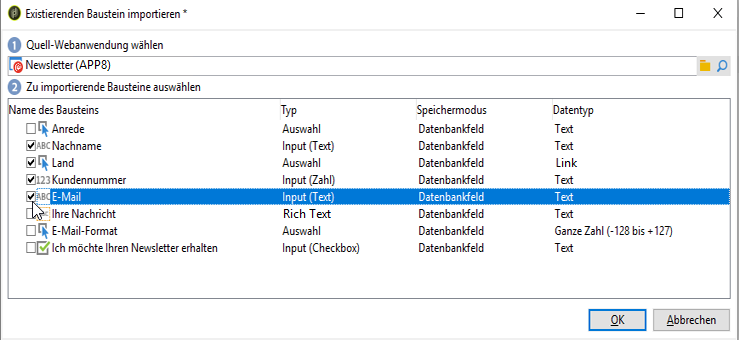 Existierenden Baustein importieren *
1 Quell-Webanwendung wählen
Newsletter (APP8)
2 Zu importierende Bausteine auswählen
Name des Bausteins Typ Speichermodus Datentyp
Anrede Auswahl Datenbankfeld Text
ABC Nachname Input (Text) Datenbankfeld Text
Land Auswahl Datenbankfeld Link
123 Kundennummer Input (Zahl) Datenbankfeld Text
ABC E-Mail Input (Text) Datenbankfeld Text
Ihre Nachricht Rich Text Datenbankfeld Text
E-Mail-Format Auswahl Datenbankfeld Ganze Zahl (-128 bis +127)
Ich möchte Ihren Newsletter erhalten Input (Checkbox) Datenbankfeld Text
OK Abbrechen